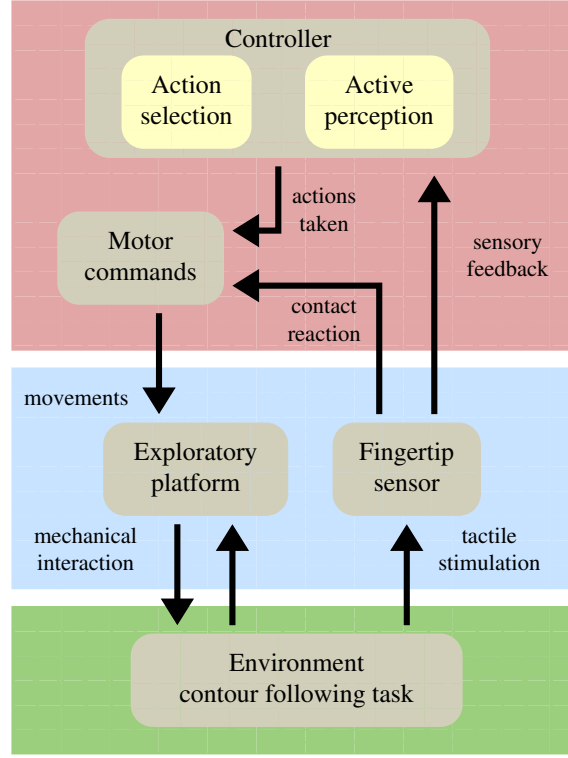 Controller
Action
selection
Active
perception
actions
taken
Motor
commands
sensory
feedback
contact
reaction
movements
Exploratory
platform
Fingertip
sensor
mechanical
interaction
tactile
stimulation
Environment
contour following task